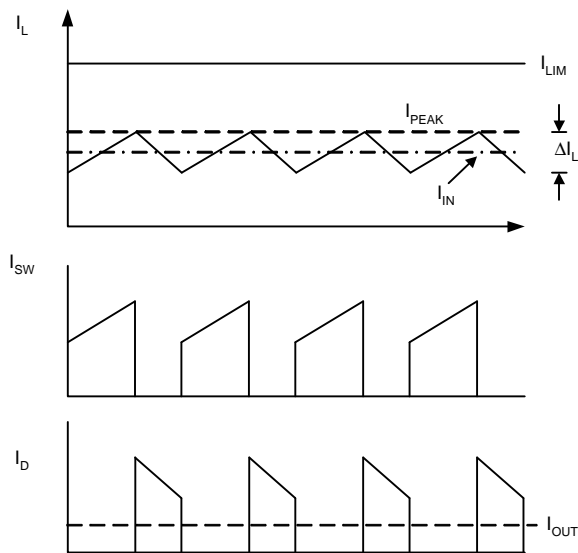 I_L
I_LIM
I_PEAK
ΔI_L
I_IN
I_SW
I_D
I_OUT